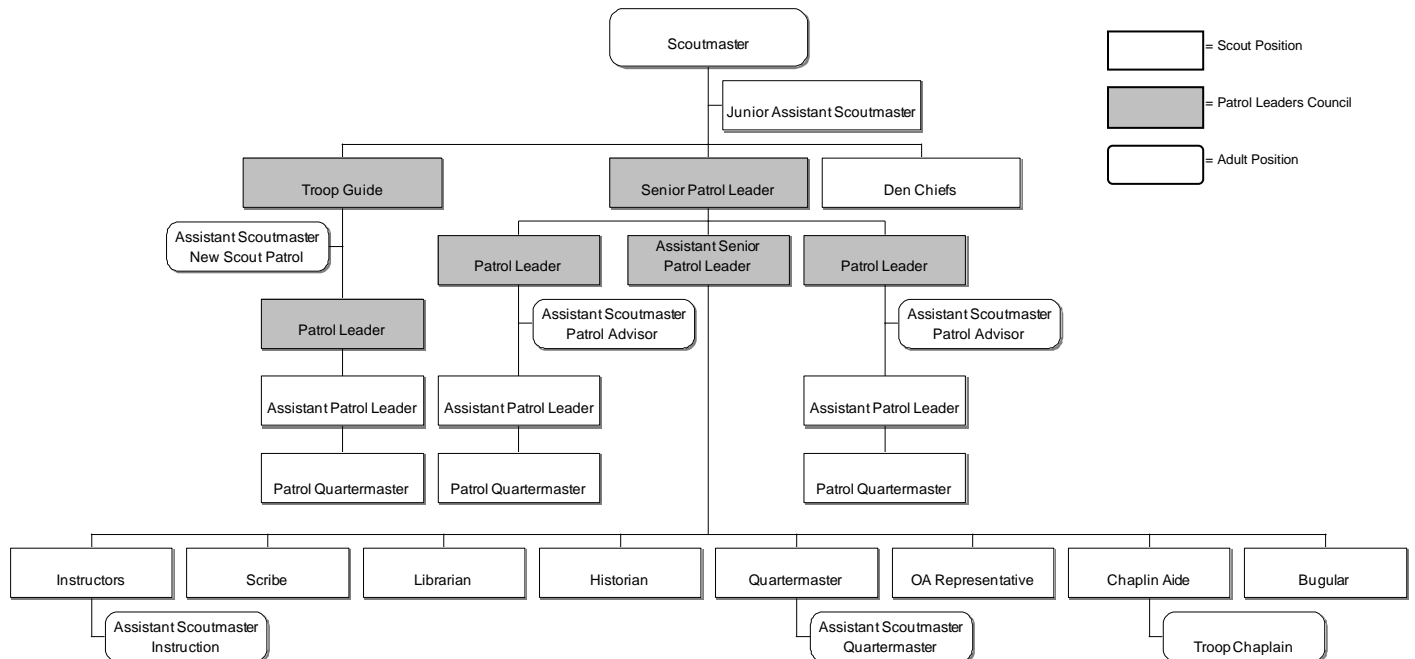 Scoutmaster
= Scout Position
Junior Assistant Scoutmaster
= Patrol Leaders Council
= Adult Position
Troop Guide
Senior Patrol Leader
Den Chiefs
Assistant Scoutmaster
New Scout Patrol
Patrol Leader
Assistant Senior
Patrol Leader
Patrol Leader
Patrol Leader
Assistant Scoutmaster
Patrol Advisor
Assistant Scoutmaster
Patrol Advisor
Assistant Patrol Leader
Assistant Patrol Leader
Assistant Patrol Leader
Patrol Quartermaster
Patrol Quartermaster
Patrol Quartermaster
Instructors
Scribe
Librarian
Historian
Quartermaster
OA Representative
Chaplin Aide
Bugular
Assistant Scoutmaster
Instruction
Assistant Scoutmaster
Quartermaster
Troop Chaplain